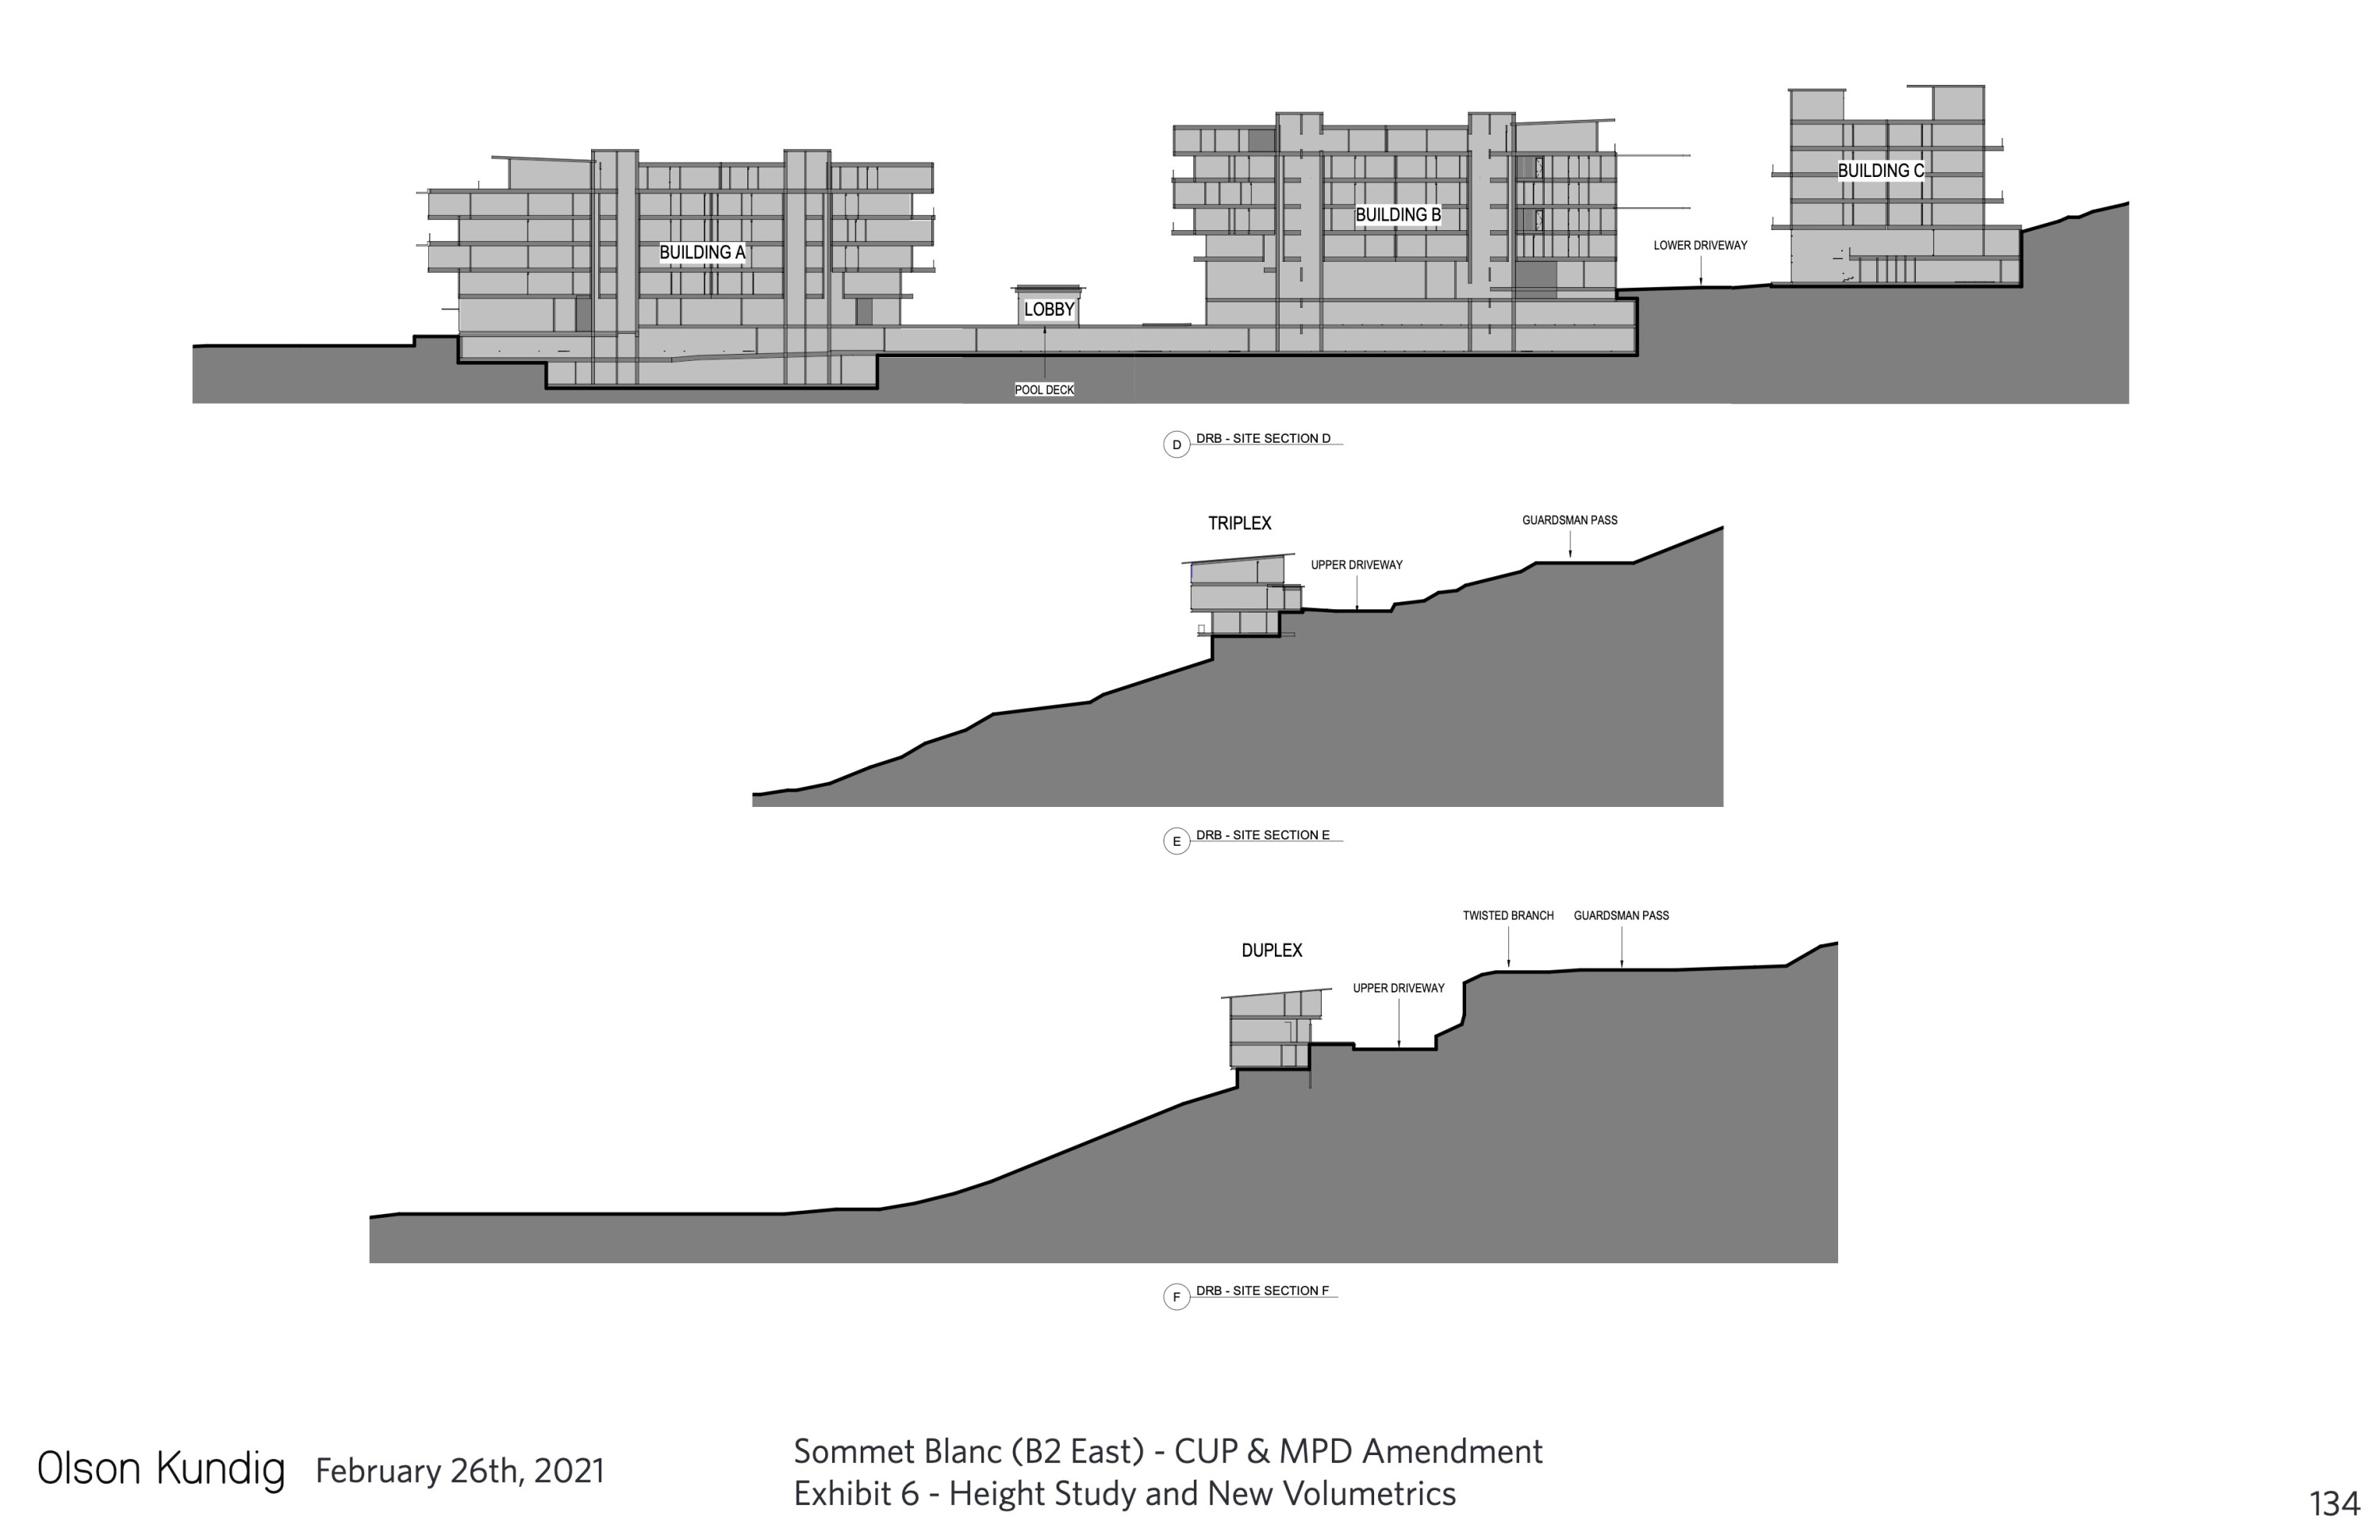 BUILDING A
LOBBY
POOL DECK
BUILDING B
LOWER DRIVEWAY
BUILDING C
D DRB - SITE SECTION D
TRIPLEX
UPPER DRIVEWAY
GUARDSMAN PASS
E DRB - SITE SECTION E
DUPLEX
UPPER DRIVEWAY
TWISTED BRANCH
GUARDSMAN PASS
F DRB - SITE SECTION F
Olson Kundig February 26th, 2021
Sommet Blanc (B2 East) - CUP & MPD Amendment
Exhibit 6 - Height Study and New Volumetrics
134